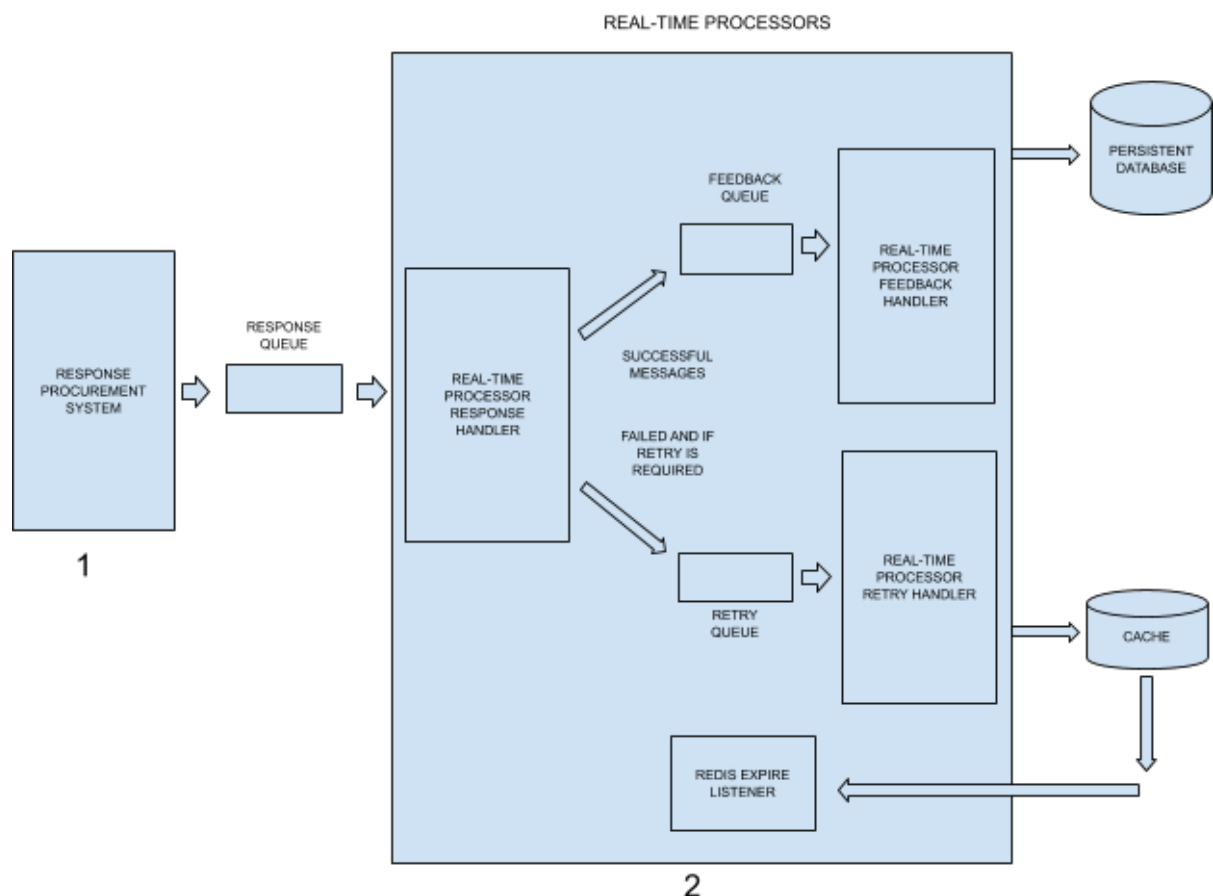 REAL-TIME PROCESSORS
PERSISTENT
DATABASE
FEEDBACK
QUEUE
REAL-TIME
PROCESSOR
FEEDBACK
HANDLER
RESPONSE
QUEUE
RESPONSE
PROCUREMENT
SYSTEM
REAL-TIME
PROCESSOR
RESPONSE
HANDLER
SUCCESSFUL
MESSAGES
FAILED AND IF
RETRY IS
REQUIRED
1
REAL-TIME
PROCESSOR
RETRY HANDLER
RETRY
QUEUE
CACHE
REDIS EXPIRE
LISTENER
2